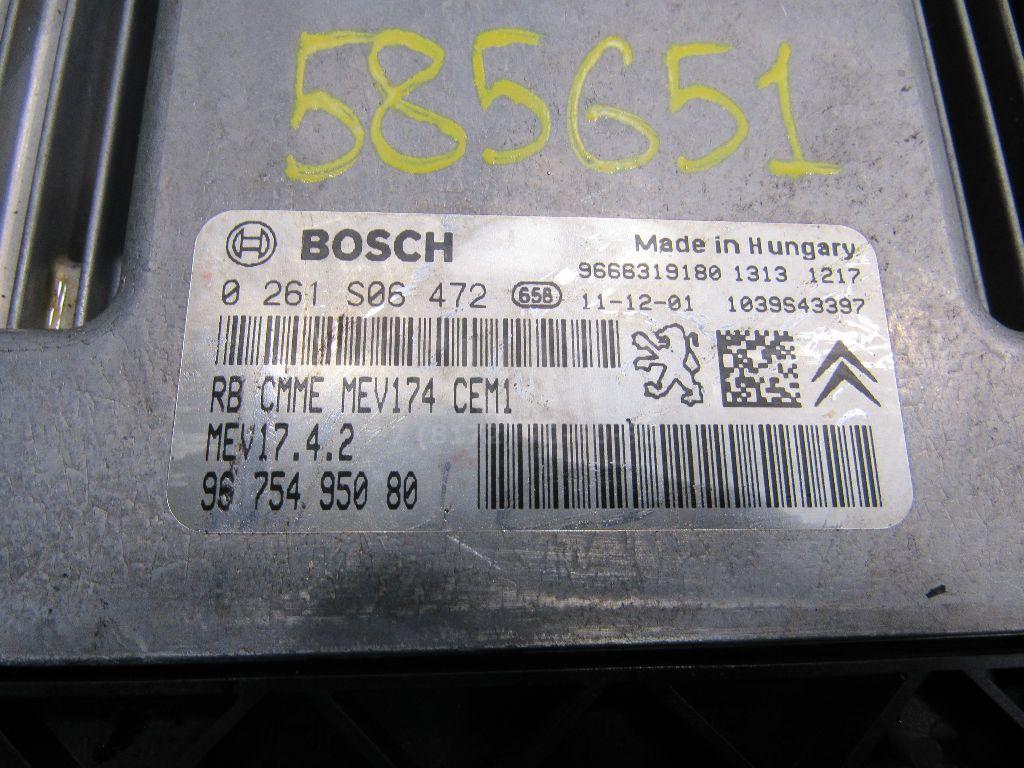 585651
BOSCH
Made in Hungary
9666319180 1313 1217
0 261 S06 472 658 11-12-01 1039S43397
RB CMME MEV174 CEM1
MEV17.4.2
96 754 950 80